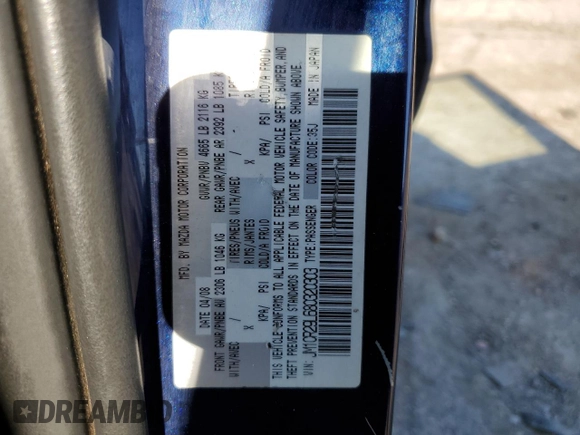 MFD. BY MAZDA MOTOR CORPORATION
DATE 04/08 GVWR/PNBV 4665 LB 2116 KG
FRONT GAWR/PNBE AV 2306 LB 1046 KG REAR GAWR/PNBE AR 2392 LB 1085 KG
WITH/AVEC / - TIRES/PNEUS WITH/AVEC / -
X RIMS/JANTES X
KPA/ PSI COLD/A FROID KPA/ PSI COLD/A FROID
THIS VEHICLE CONFORMS TO ALL APPLICABLE FEDERAL MOTOR VEHICLE SAFETY, BUMPER, AND
THEFT PREVENTION STANDARDS IN EFFECT ON THE DATE OF MANUFACTURE SHOWN ABOVE.
VIN: JM1CR29L680320303 TYPE:PASSENGER COLOR CODE:35J MADE IN JAPAN
DREAMBID